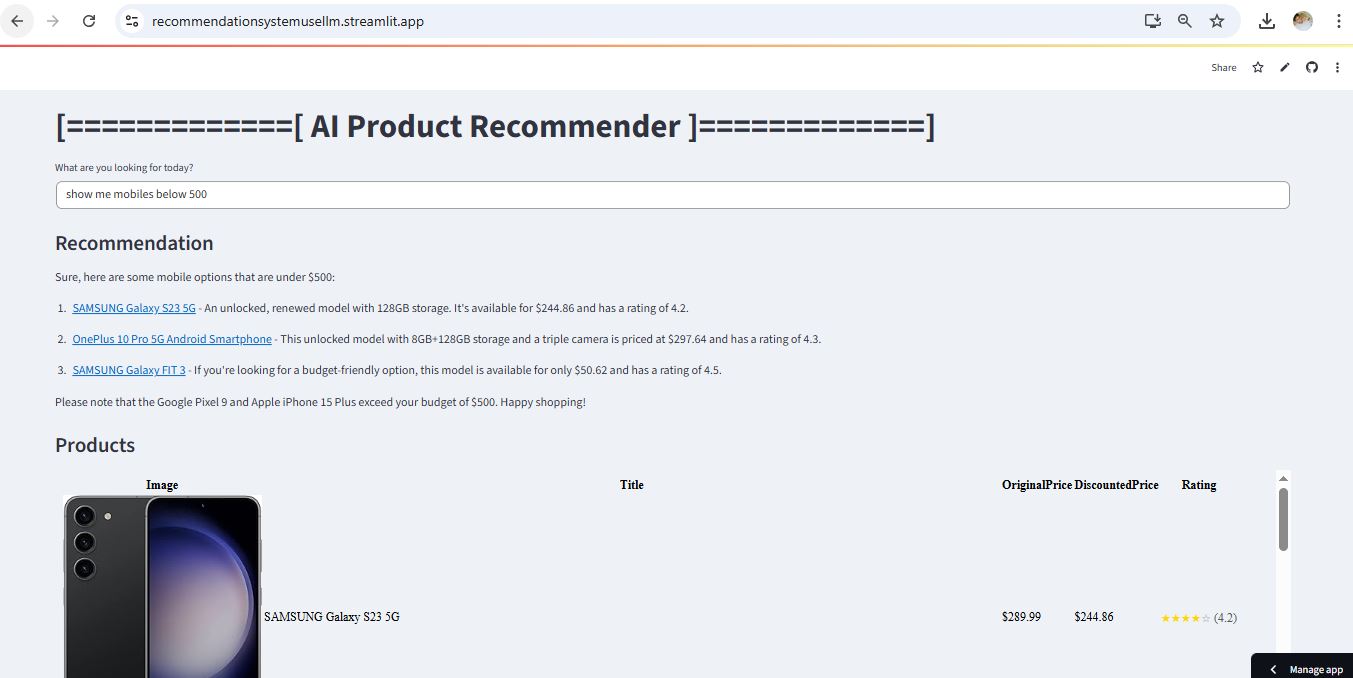 recommendationsystemusellm.streamlit.app
Share
[=============[ AI Product Recommender ]=============]
What are you looking for today?
show me mobiles below 500
Recommendation
Sure, here are some mobile options that are under $500:
1. SAMSUNG Galaxy S23 5G - An unlocked, renewed model with 128GB storage. It's available for $244.86 and has a rating of 4.2.
2. OnePlus 10 Pro 5G Android Smartphone - This unlocked model with 8GB+128GB storage and a triple camera is priced at $297.64 and has a rating of 4.3.
3. SAMSUNG Galaxy FIT 3 - If you're looking for a budget-friendly option, this model is available for only $50.62 and has a rating of 4.5.
Please note that the Google Pixel 9 and Apple iPhone 15 Plus exceed your budget of $500. Happy shopping!
Products
Image Title OriginalPrice DiscountedPrice Rating
SAMSUNG Galaxy S23 5G $289.99 $244.86 ★★★★☆ (4.2)
Manage app